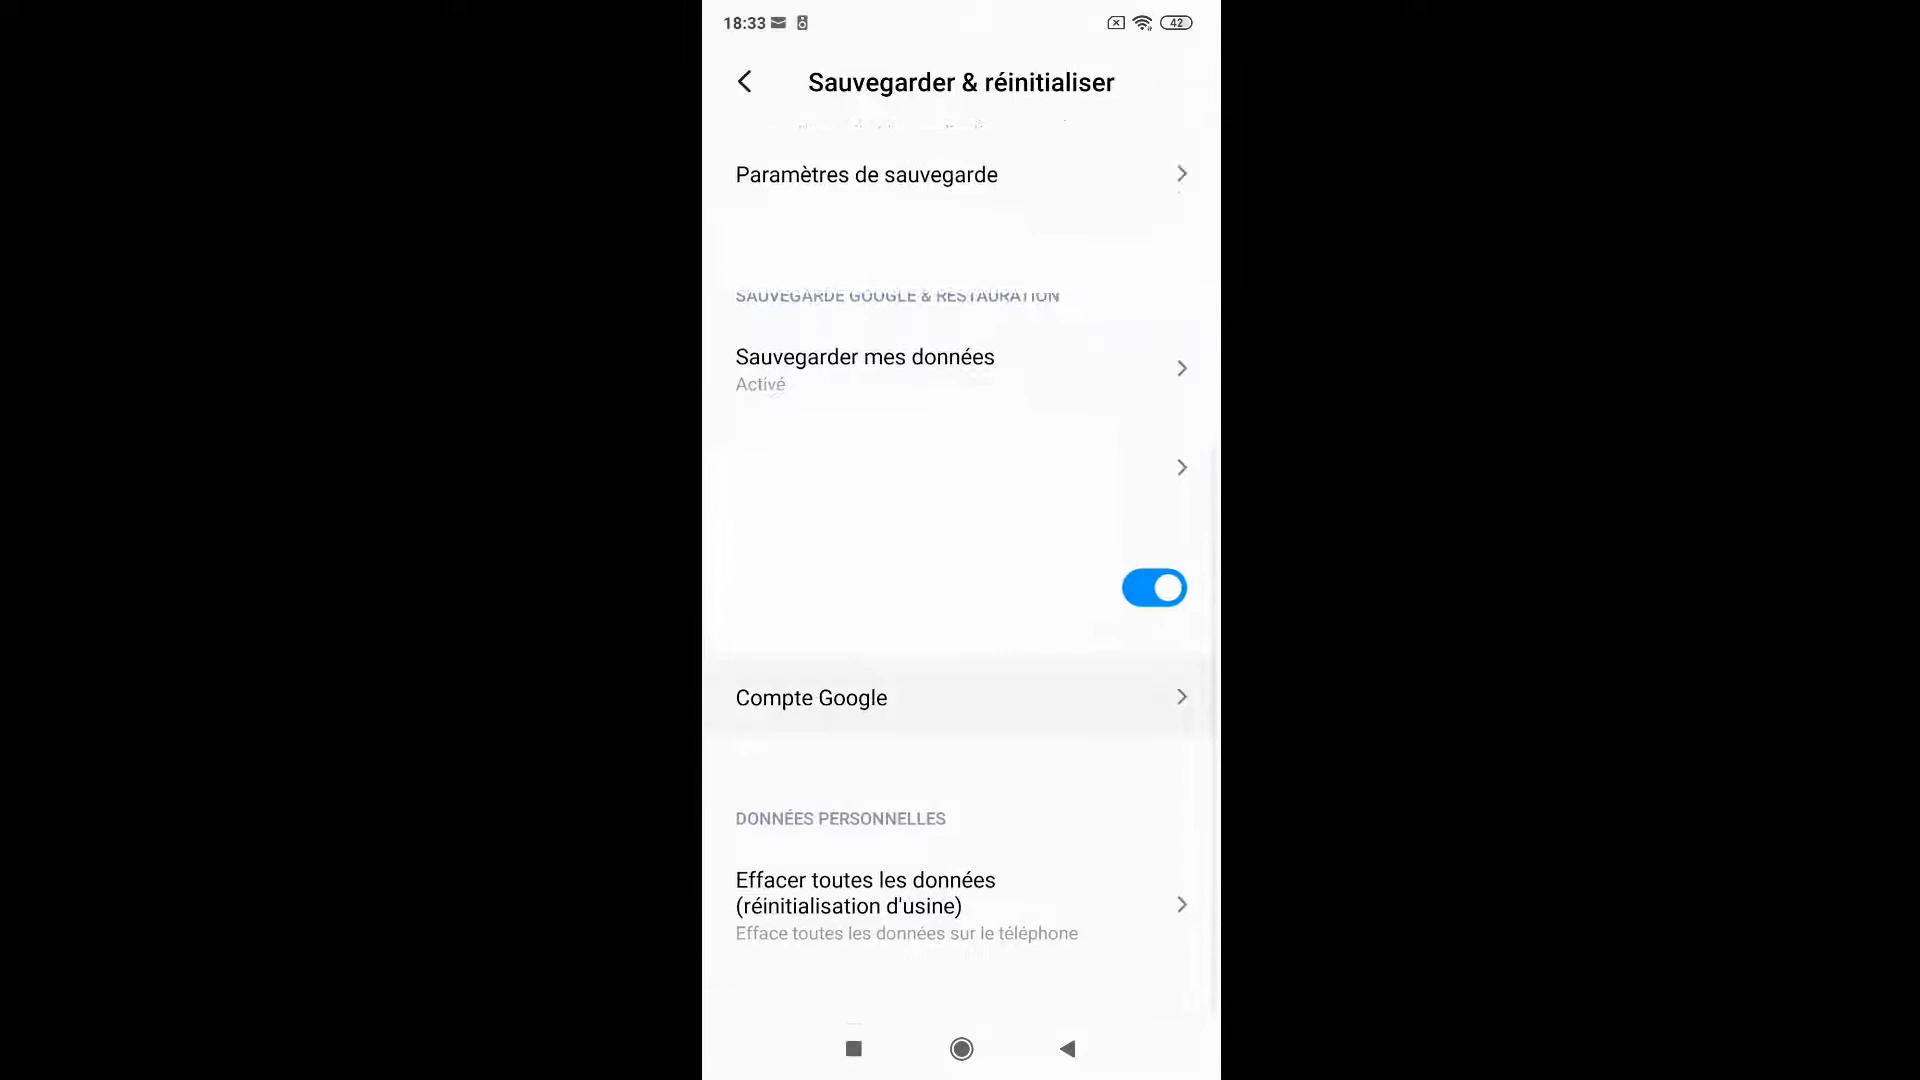 18:33
42
Sauvegarder & réinitialiser
Paramètres de sauvegarde
SAUVEGARDE GOOGLE & RESTAURATION
Sauvegarder mes données
Activé
Compte Google
DONNÉES PERSONNELLES
Effacer toutes les données
(réinitialisation d'usine)
Efface toutes les données sur le téléphone